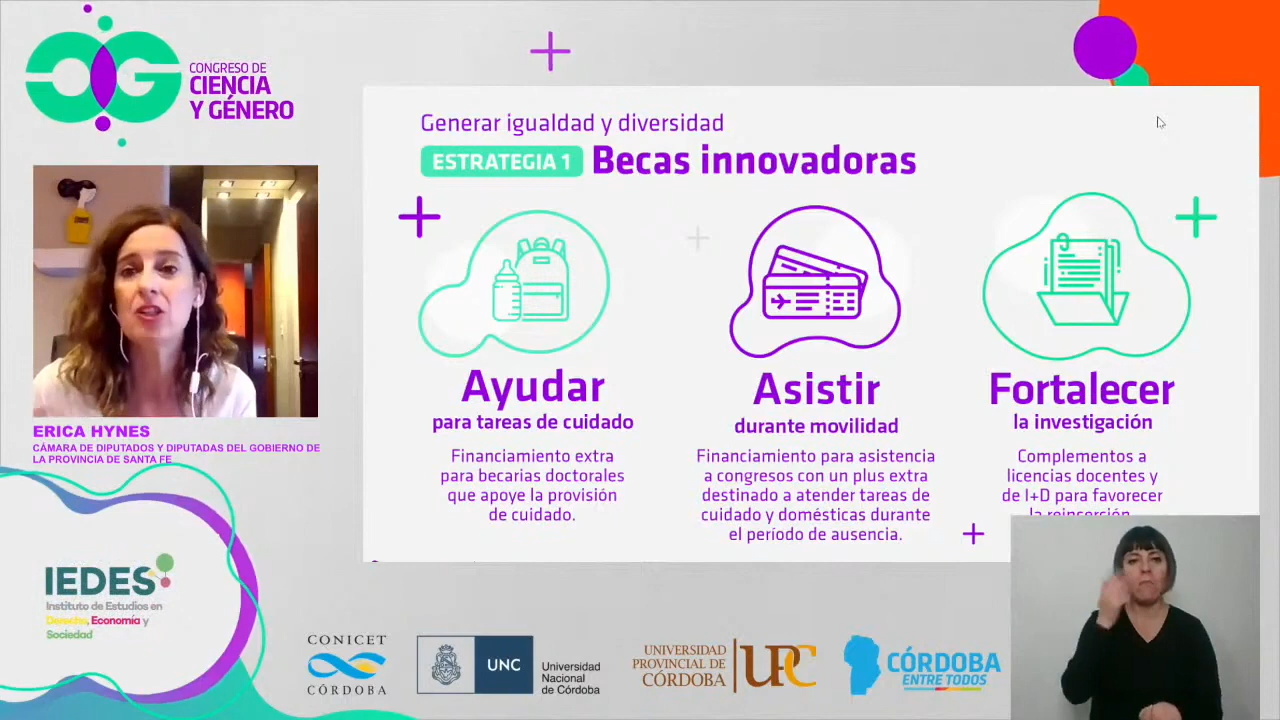 CONGRESO DE
CIENCIA
Y GÉNERO
Generar igualdad y diversidad
ESTRATEGIA 1 Becas innovadoras
Ayudar
para tareas de cuidado
Financiamiento extra
para becarias doctorales
que apoye la provisión
de cuidado.
Asistir
durante movilidad
Financiamiento para asistencia
a congresos con un plus extra
destinado a atender tareas de
cuidado y domésticas durante
el período de ausencia.
Fortalecer
la investigación
Complementos a
licencias docentes y
de I+D para favorecer
la reinserción
ERICA HYNES
CÁMARA DE DIPUTADOS Y DIPUTADAS DEL GOBIERNO DE
LA PROVINCIA DE SANTA FE
IEDES
Instituto de Estudios en
Derecho, Economía y
Sociedad
CONICET
CÓRDOBA
UNC
Universidad
Nacional
de Córdoba
UNIVERSIDAD
PROVINCIAL DE
CÓRDOBA
UPC
CÓRDOBA
ENTRE TODOS